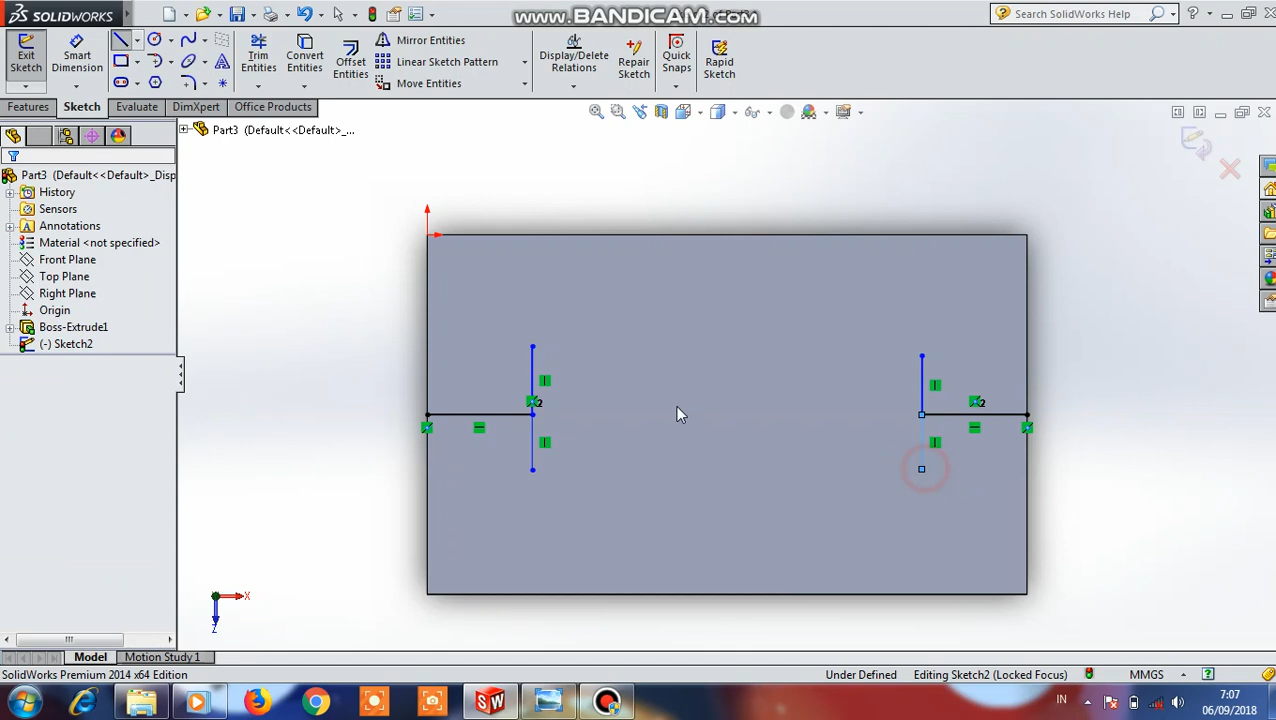 SOLIDWORKS
www.BANDICAM.com
Search SolidWorks Help
Exit Sketch
Smart Dimension
Trim Entities
Convert Entities
Offset Entities
Mirror Entities
Linear Sketch Pattern
Move Entities
Display/Delete Relations
Repair Sketch
Quick Snaps
Rapid Sketch
Features
Sketch
Evaluate
DimXpert
Office Products
Part3 (Default<<Default>_...
Part3 (Default<<Default>_Disp
History
Sensors
Annotations
Material <not specified>
Front Plane
Top Plane
Right Plane
Origin
Boss-Extrude1
(-) Sketch2
2
2
X
Z
Model
Motion Study 1
SolidWorks Premium 2014 x64 Edition
Under Defined
Editing Sketch2 (Locked Focus)
MMGS
IN
7:07
06/09/2018